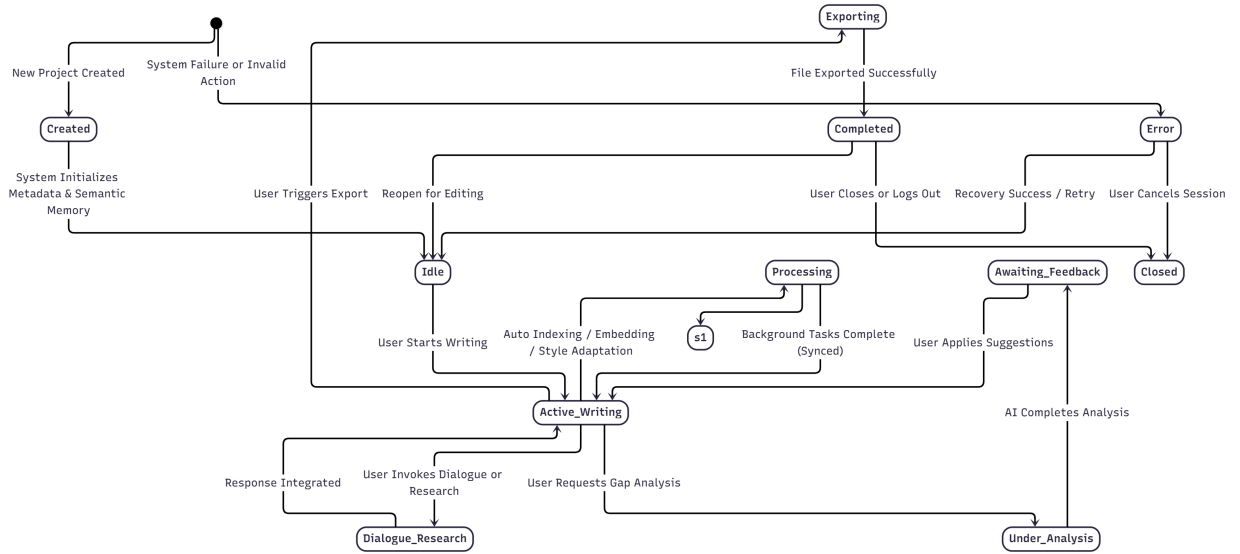 Exporting
New Project Created
System Failure or Invalid
Action
File Exported Successfully
Created
Completed
Error
System Initializes
Metadata & Semantic
Memory
User Triggers Export
Reopen for Editing
User Closes or Logs Out
Recovery Success / Retry
User Cancels Session
Idle
Processing
Awaiting_Feedback
Closed
User Starts Writing
Auto Indexing / Embedding
/ Style Adaptation
s1
Background Tasks Complete
(Synced)
User Applies Suggestions
Active_Writing
AI Completes Analysis
Response Integrated
User Invokes Dialogue or
Research
User Requests Gap Analysis
Dialogue_Research
Under_Analysis